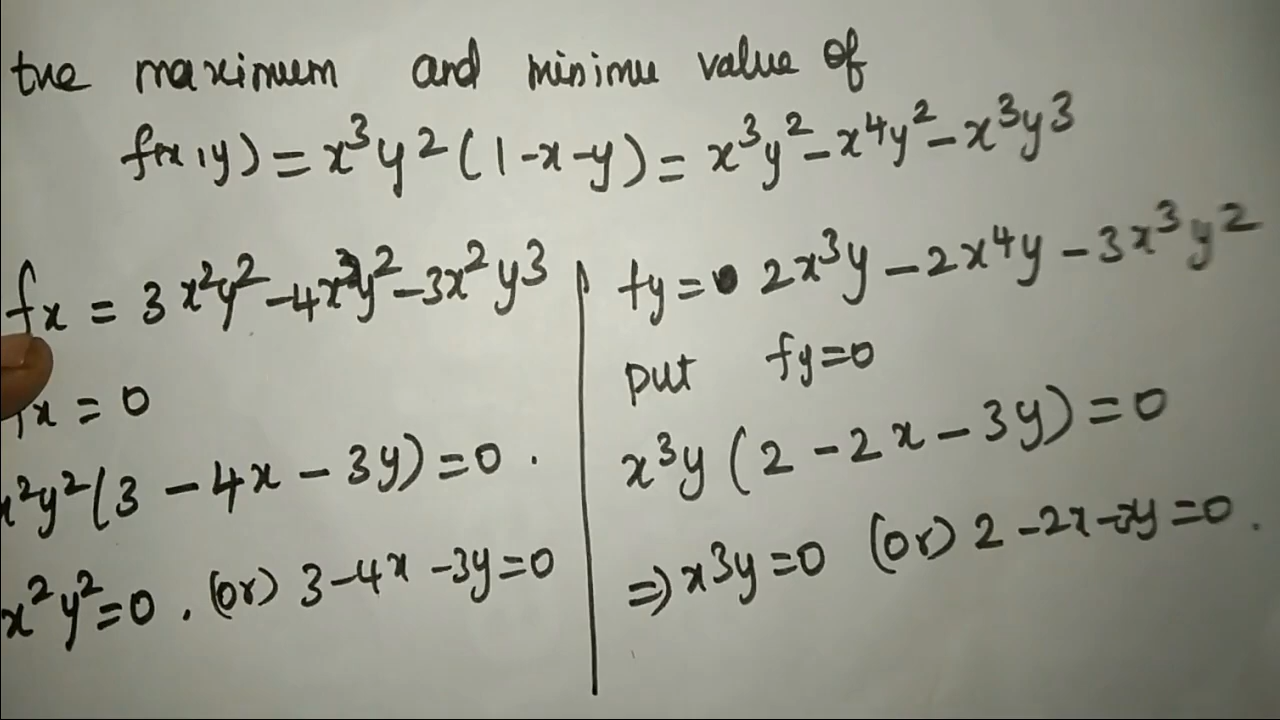 the maximum and minimu value of
f(x,y) = x³y²(1-x-y) = x³y² - x⁴y² - x³y³
fx = 3x²y² - 4x³y² - 3x²y³
fx = 0
x²y²(3 - 4x - 3y) = 0.
x²y² = 0. (or) 3 - 4x - 3y = 0
fy = 2x³y - 2x⁴y - 3x³y²
put fy = 0
x³y(2 - 2x - 3y) = 0
⇒ x³y = 0 (or) 2 - 2x - 3y = 0.